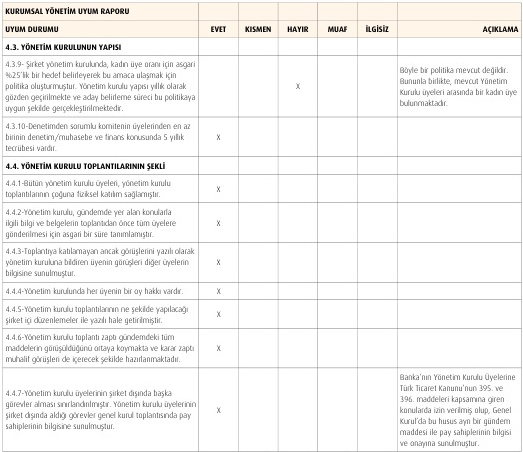 KURUMSAL YÖNETİM UYUM RAPORU
UYUM DURUMU EVET KISMEN HAYIR MUAF İLGİSİZ AÇIKLAMA
4.3. YÖNETİM KURULUNUN YAPISI
4.3.9- Şirket yönetim kurulunda, kadın üye oranı için asgari
%25'lik bir hedef belirleyerek bu amaca ulaşmak için
politika oluşturmuştur. Yönetim kurulu yapısı yıllık olarak
gözden geçirilmekte ve aday belirleme süreci bu politikaya
uygun şekilde gerçekleştirilmektedir.
X
Böyle bir politika mevcut değildir.
Bununla birlikte, mevcut Yönetim
Kurulu üyeleri arasında bir kadın üye
bulunmaktadır.
4.3.10-Denetimden sorumlu komitenin üyelerinden en az
birinin denetim/muhasebe ve finans konusunda 5 yıllık
tecrübesi vardır.
X
4.4. YÖNETİM KURULU TOPLANTILARININ ŞEKLİ
4.4.1-Bütün yönetim kurulu üyeleri, yönetim kurulu
toplantılarının çoğuna fiziksel katılım sağlamıştır.
X
4.4.2-Yönetim kurulu, gündemde yer alan konularla
ilgili bilgi ve belgelerin toplantıdan önce tüm üyelere
gönderilmesi için asgari bir süre tanımlamıştır.
X
4.4.3-Toplantıya katılamayan ancak görüşlerini yazılı olarak
yönetim kuruluna bildiren üyenin görüşleri diğer üyelerin
bilgisine sunulmuştur.
X
4.4.4-Yönetim kurulunda her üyenin bir oy hakkı vardır.
X
4.4.5-Yönetim kurulu toplantılarının ne şekilde yapılacağı
şirket içi düzenlemeler ile yazılı hale getirilmiştir.
X
4.4.6-Yönetim kurulu toplantı zaptı gündemdeki tüm
maddelerin görüşüldüğünü ortaya koymakta ve karar zaptı
muhalif görüşleri de içerecek şekilde hazırlanmaktadır.
X
4.4.7-Yönetim kurulu üyelerinin şirket dışında başka
görevler alması sınırlandırılmıştır. Yönetim kurulu üyelerinin
şirket dışında aldığı görevler genel kurul toplantısında pay
sahiplerinin bilgisine sunulmuştur.
X
Banka'nın Yönetim Kurulu Üyelerine
Türk Ticaret Kanunu'nun 395. ve
396. maddeleri kapsamına giren
konularda izin verilmiş olup, Genel
Kurul'da bu husus ayrı bir gündem
maddesi ile pay sahiplerinin bilgisi
ve onayına sunulmuştur.